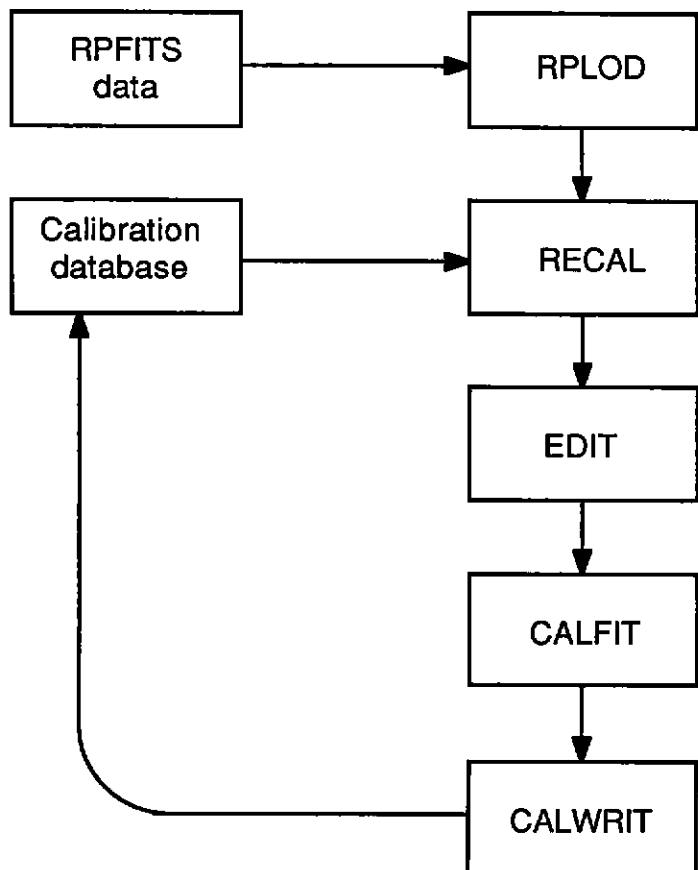 RPFITS
data
RPLOD
Calibration
database
RECAL
EDIT
CALFIT
CALWRIT